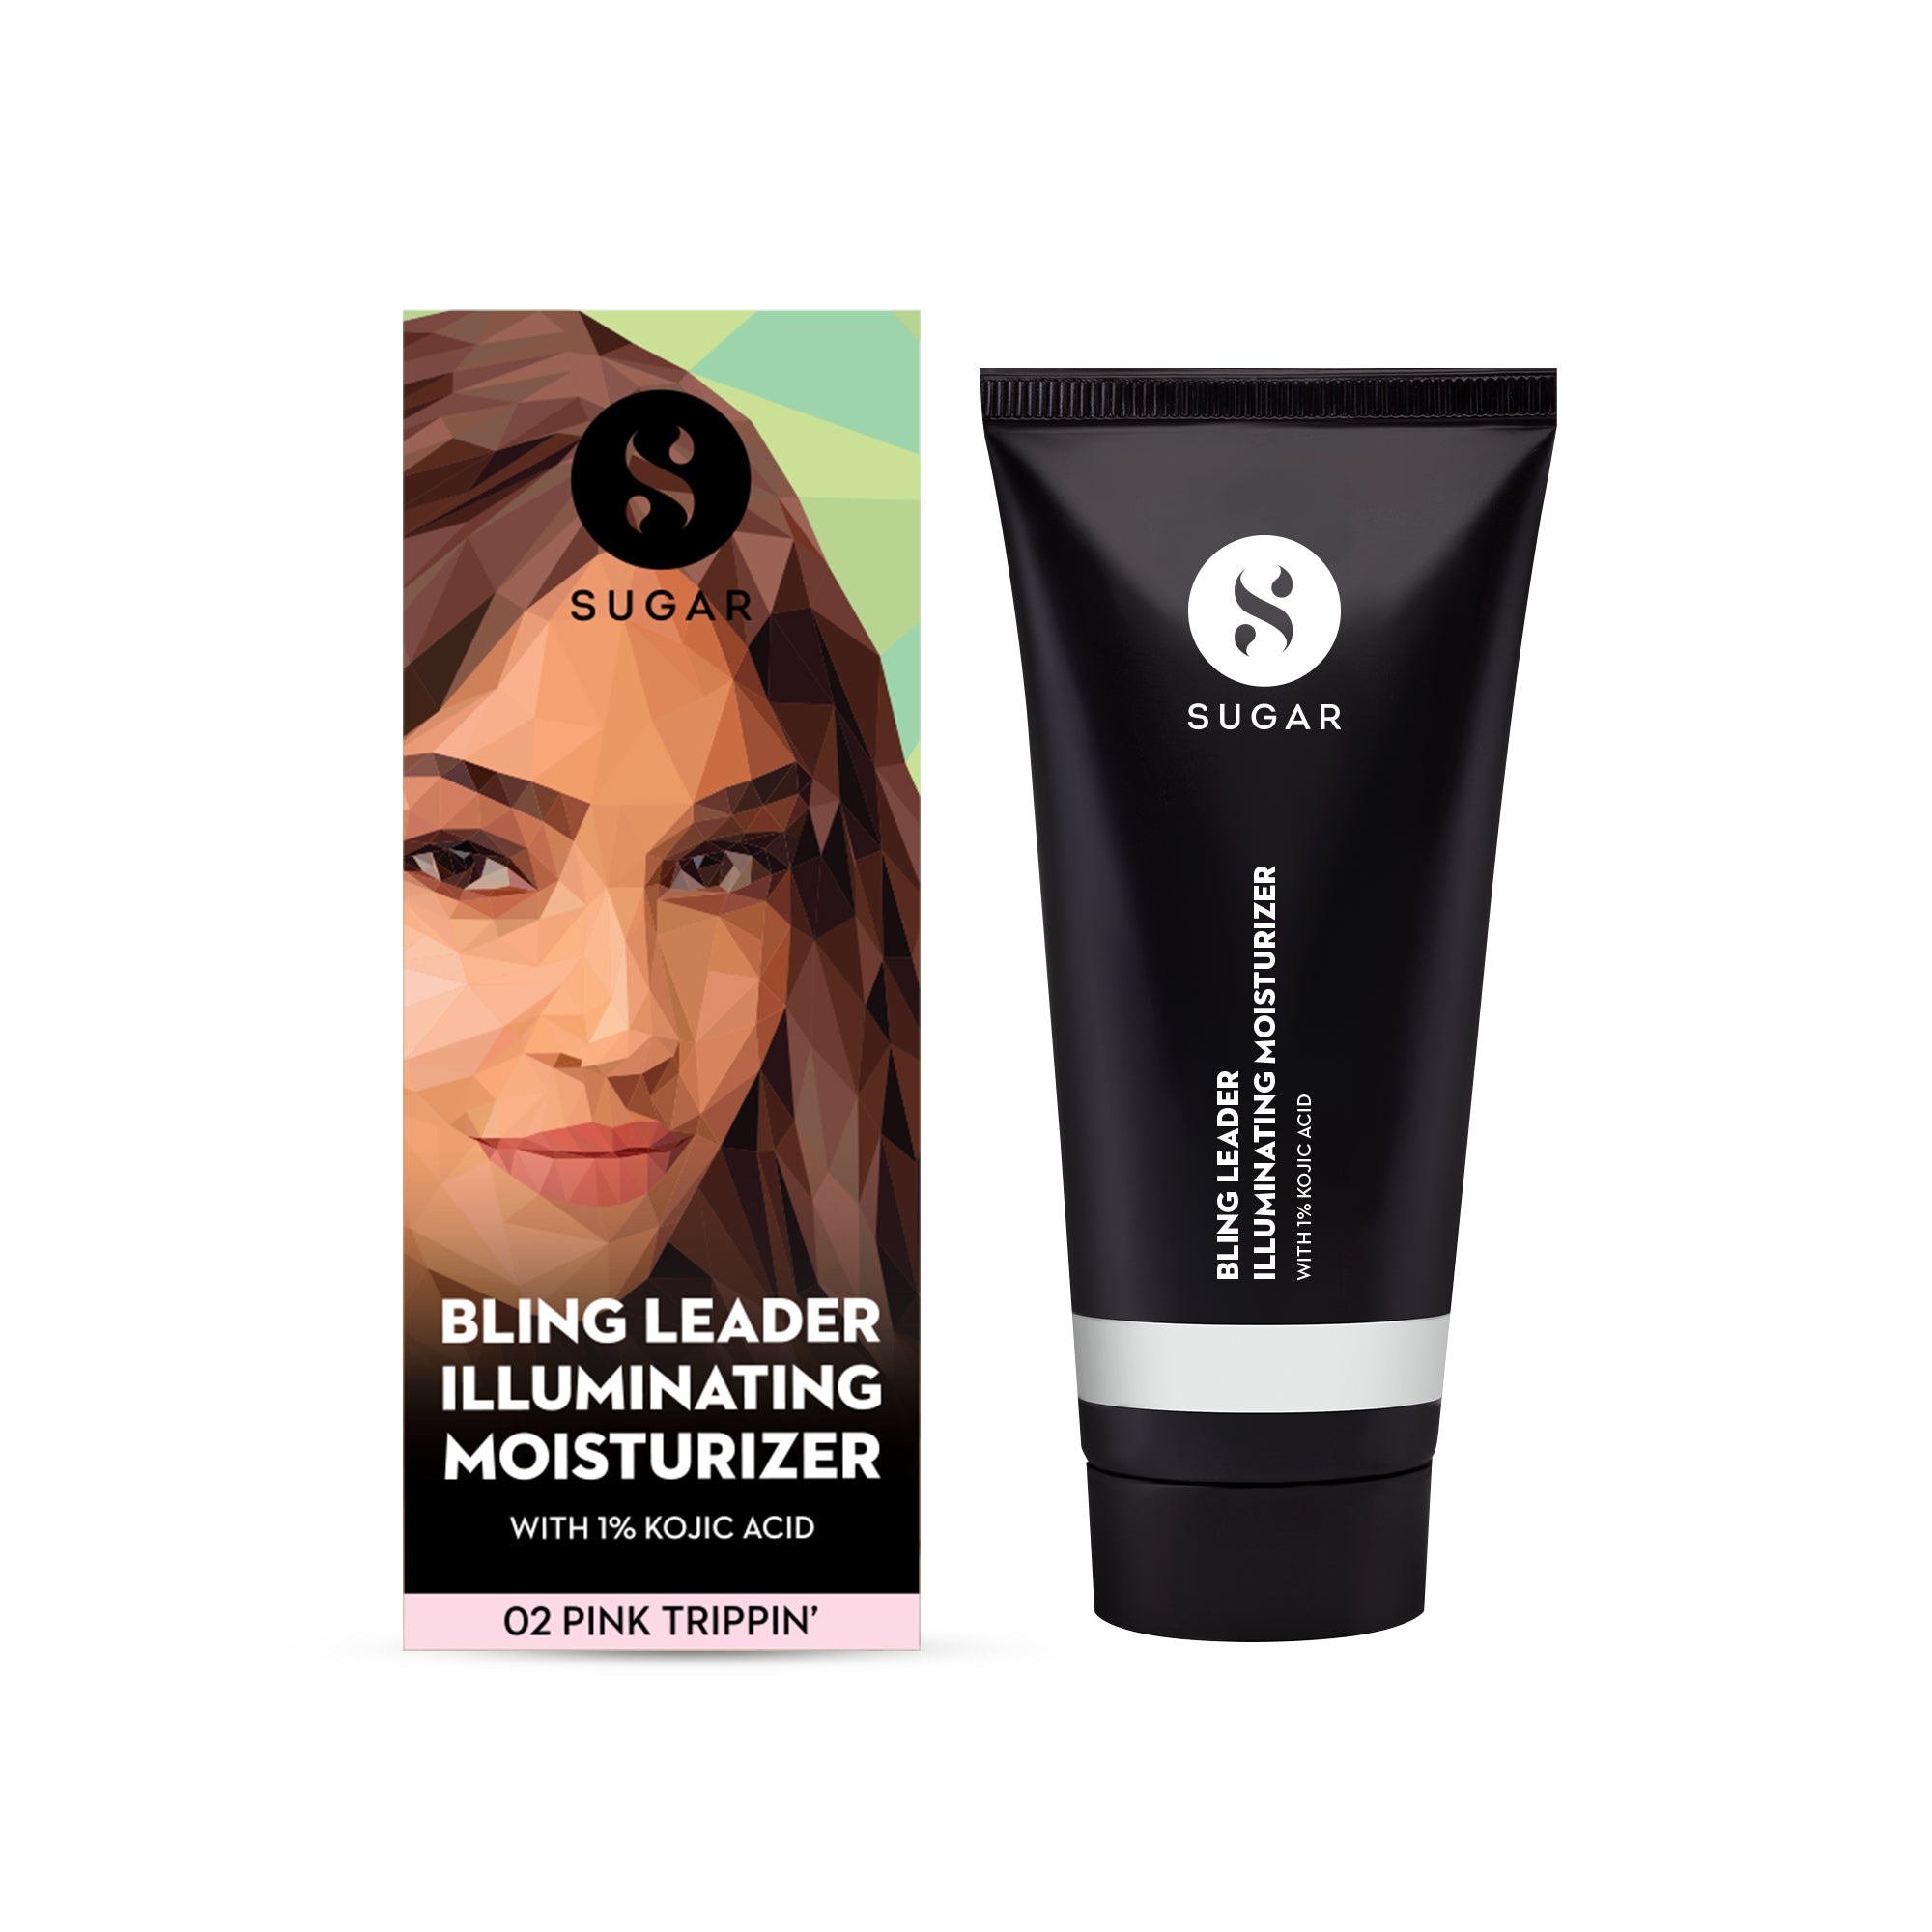 SUGAR
BLING LEADER
ILLUMINATING
MOISTURIZER
WITH 1% KOJIC ACID
02 PINK TRIPPIN’
SUGAR
BLING LEADER
ILLUMINATING MOISTURIZER
WITH 1% KOJIC ACID